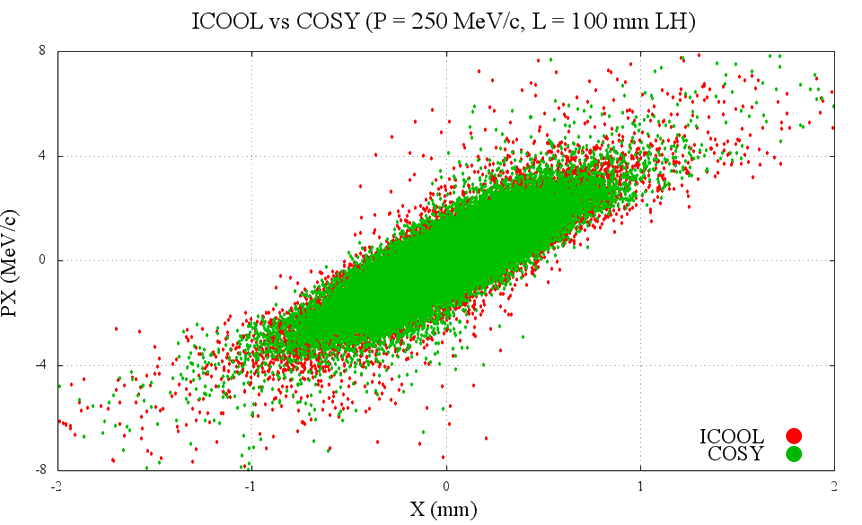 ICOOL vs COSY (P = 250 MeV/c, L = 100 mm LH)
8
4
0
-4
-8
PX (MeV/c)
-2
-1
0
1
2
X (mm)
ICOOL
COSY